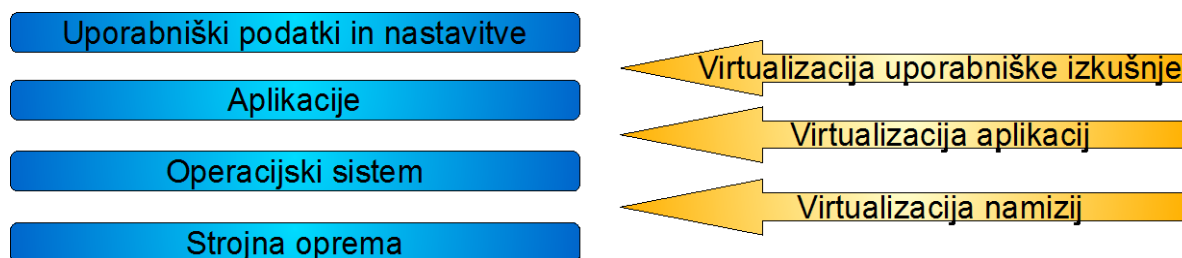 Uporabniški podatki in nastavitve
Aplikacije
Operacijski sistem
Strojna oprema
Virtualizacija uporabniške izkušnje
Virtualizacija aplikacij
Virtualizacija namizij